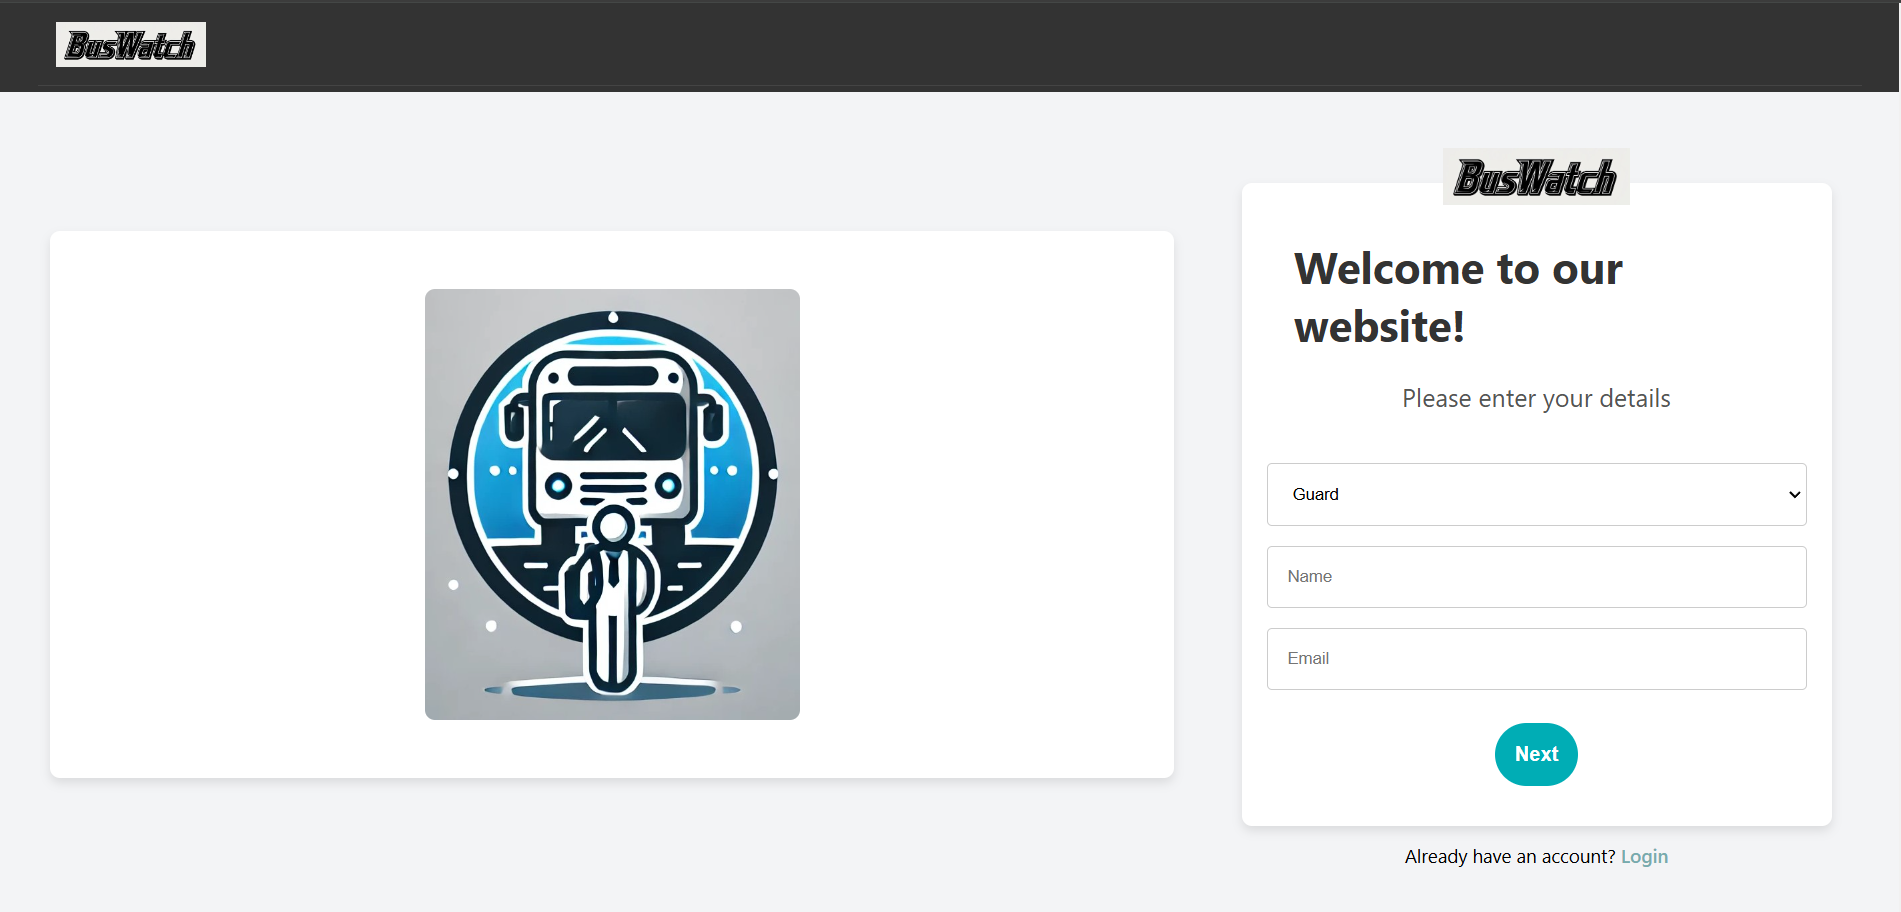 BusWatch
BusWatch
Welcome to our
website!
Please enter your details
Guard
Name
Email
Next
Already have an account? Login